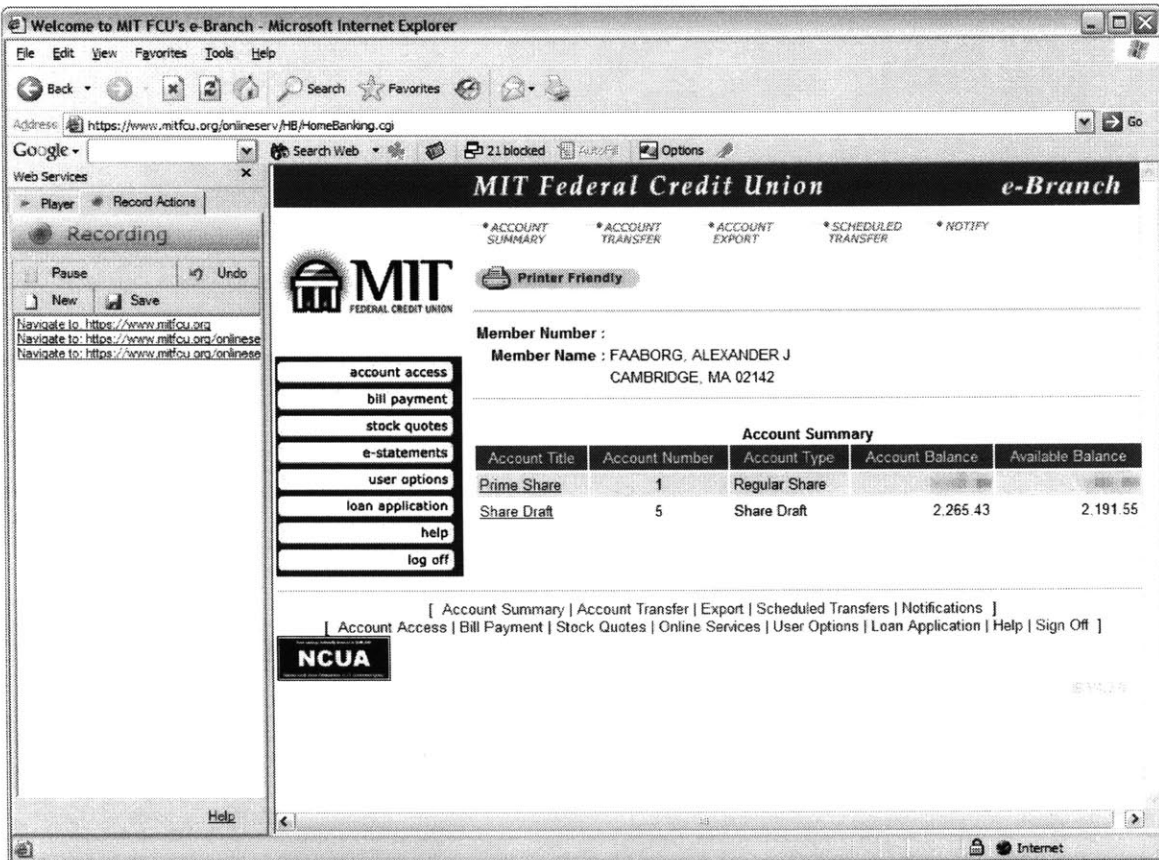 Welcome to MIT FCU's e-Branch - Microsoft Internet Explorer
File Edit View Favorites Tools Help
Back Search Favorites
Address https://www.mitfcu.org/onlineserv/HB/HomeBanking.cgi Go
Google Search Web 21 blocked AutoFill Options
Web Services
Player Record Actions
Recording
Pause Undo
New Save
Navigate to: https://www.mitfcu.org
Navigate to: https://www.mitfcu.org/onlinese
Navigate to: https://www.mitfcu.org/onlinese
Help
MIT Federal Credit Union e-Branch
ACCOUNT SUMMARY
ACCOUNT TRANSFER
ACCOUNT EXPORT
SCHEDULED TRANSFER
NOTIFY
MIT
FEDERAL CREDIT UNION
Printer Friendly
account access
bill payment
stock quotes
e-statements
user options
loan application
help
log off
Member Number :
Member Name : FAABORG, ALEXANDER J
CAMBRIDGE, MA 02142
Account Summary
Account Title Account Number Account Type Account Balance Available Balance
Prime Share 1 Regular Share
Share Draft 5 Share Draft 2.265.43 2.191.55
[ Account Summary | Account Transfer | Export | Scheduled Transfers | Notifications ]
[ Account Access | Bill Payment | Stock Quotes | Online Services | User Options | Loan Application | Help | Sign Off ]
NCUA
Internet